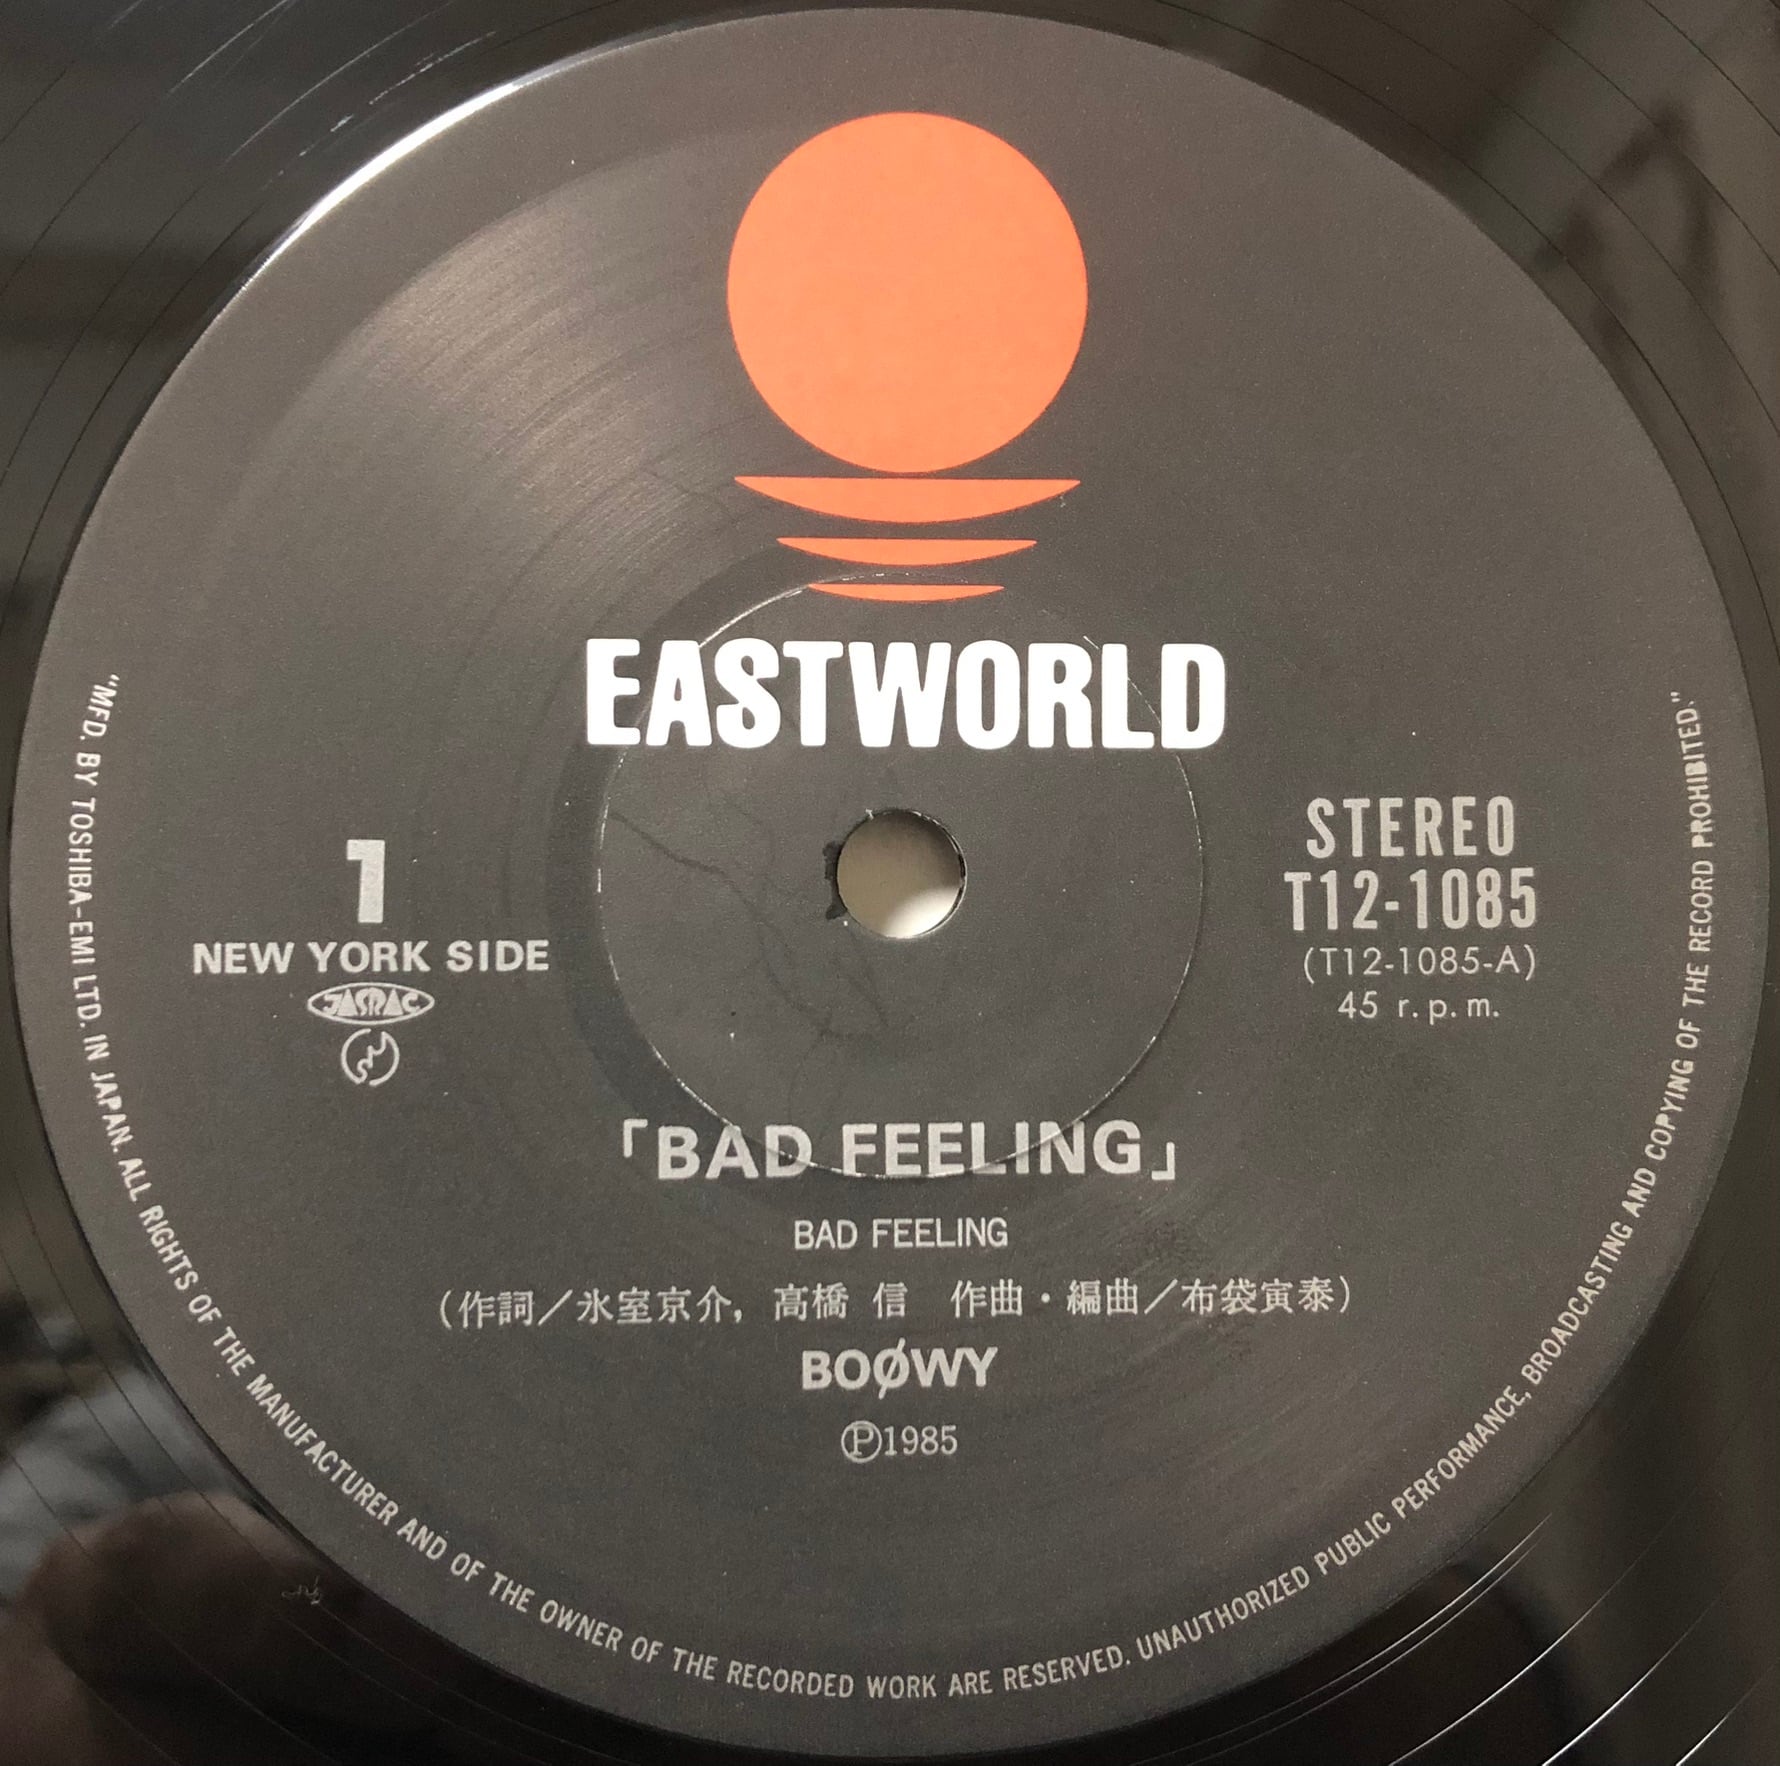 EASTWORLD
1
NEW YORK SIDE
JASRAC
STEREO
T12-1085
(T12-1085-A)
45 r.p.m.
「BAD FEELING」
BAD FEELING
(作詞/氷室京介, 高橋 信 作曲・編曲/布袋寅泰)
BOØWY
Ⓟ1985
"MFD. BY TOSHIBA-EMI LTD. IN JAPAN. ALL RIGHTS OF THE MANUFACTURER AND OF THE OWNER OF THE RECORDED WORK ARE RESERVED. UNAUTHORIZED PUBLIC PERFORMANCE, BROADCASTING AND COPYING OF THE RECORD PROHIBITED."